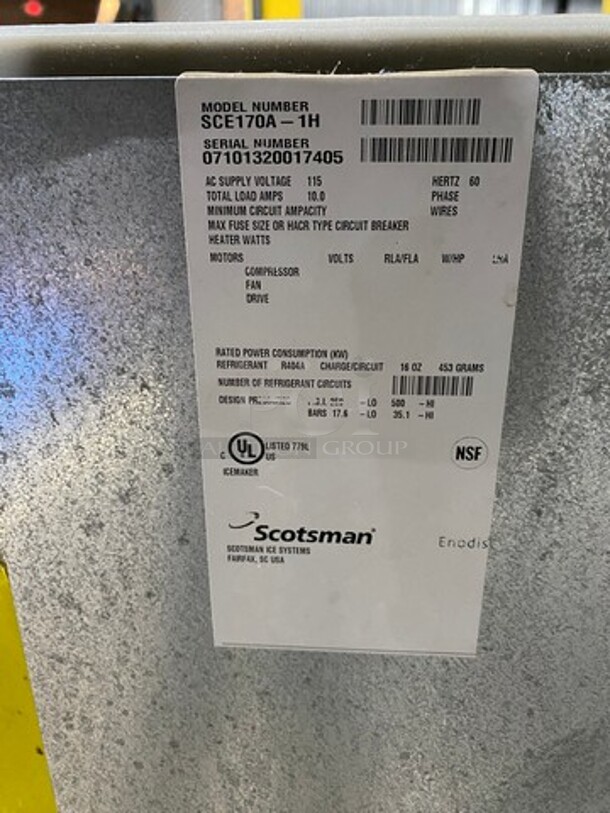 MODEL NUMBER
SCE170A-1H
SERIAL NUMBER
07101320017405
AC SUPPLY VOLTAGE 115 HERTZ 60
TOTAL LOAD AMPS 10.0 PHASE
MINIMUM CIRCUIT AMPACITY WIRES
MAX FUSE SIZE OR HACR TYPE CIRCUIT BREAKER
HEATER WATTS
MOTORS VOLTS RLA/FLA W/HP
COMPRESSOR
FAN
DRIVE
RATED POWER CONSUMPTION (KW)
REFRIGERANT R404A CHARGE/CIRCUIT 16 OZ 453 GRAMS
NUMBER OF REFRIGERANT CIRCUITS
DESIGN -LO 500 -HI
BARS 17.6 -LO 35.1 -HI
C UL US LISTED 779L
ICEMAKER
NSF
GROUP
Scotsman®
SCOTSMAN ICE SYSTEMS
FAIRFAX, SC USA
Enodis